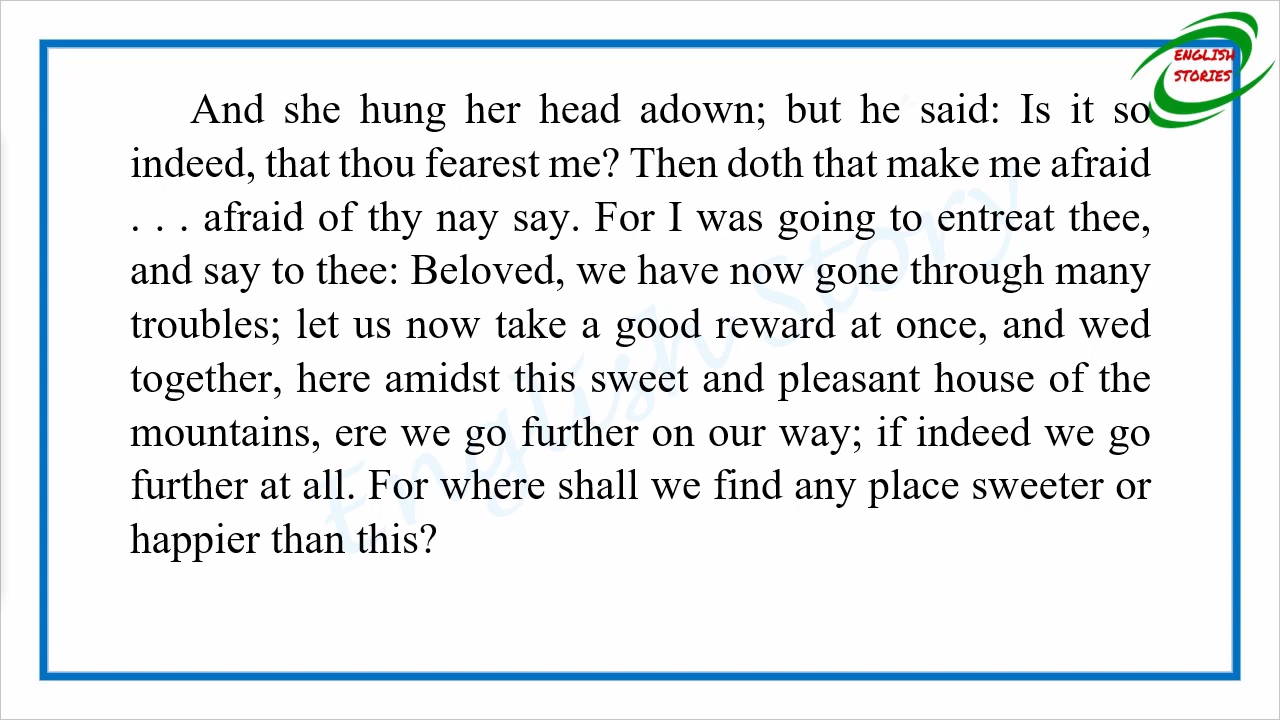 ENGLISH
STORIES
And she hung her head adown; but he said: Is it so
indeed, that thou fearest me? Then doth that make me afraid
. . . afraid of thy nay say. For I was going to entreat thee,
and say to thee: Beloved, we have now gone through many
troubles; let us now take a good reward at once, and wed
together, here amidst this sweet and pleasant house of the
mountains, ere we go further on our way; if indeed we go
further at all. For where shall we find any place sweeter or
happier than this?
English Story